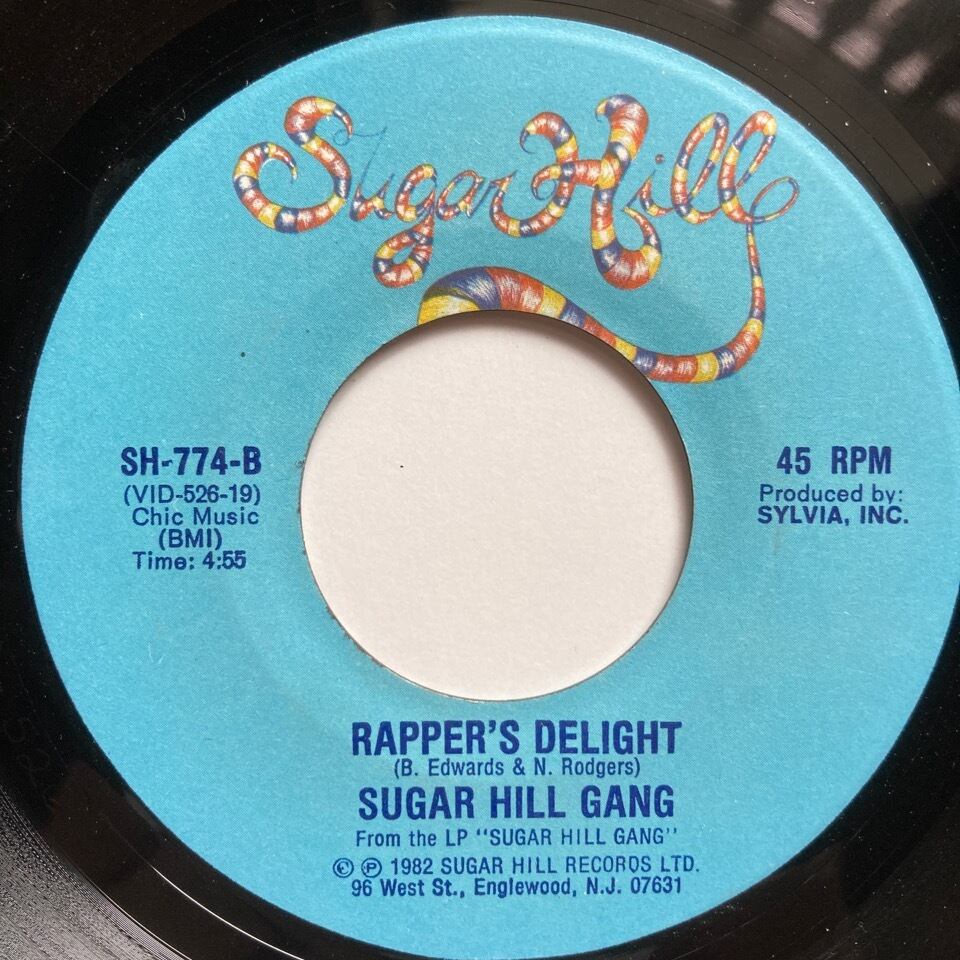 Sugar Hill
SH-774-B
(VID-526-19)
Chic Music
(BMI)
Time: 4:55
45 RPM
Produced by:
SYLVIA, INC.
RAPPER'S DELIGHT
(B. Edwards & N. Rodgers)
SUGAR HILL GANG
From the LP "SUGAR HILL GANG"
© ℗ 1982 SUGAR HILL RECORDS LTD.
96 West St., Englewood, N.J. 07631